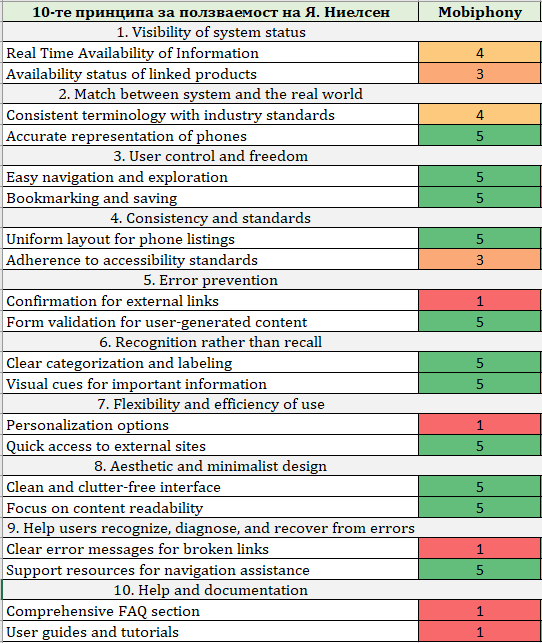 10-те принципа за ползваемост на Я. Ниелсен Mobiphony
1. Visibility of system status
Real Time Availability of Information 4
Availability status of linked products 3
2. Match between system and the real world
Consistent terminology with industry standards 4
Accurate representation of phones 5
3. User control and freedom
Easy navigation and exploration 5
Bookmarking and saving 5
4. Consistency and standards
Uniform layout for phone listings 5
Adherence to accessibility standards 3
5. Error prevention
Confirmation for external links 1
Form validation for user-generated content 5
6. Recognition rather than recall
Clear categorization and labeling 5
Visual cues for important information 5
7. Flexibility and efficiency of use
Personalization options 1
Quick access to external sites 5
8. Aesthetic and minimalist design
Clean and clutter-free interface 5
Focus on content readability 5
9. Help users recognize, diagnose, and recover from errors
Clear error messages for broken links 1
Support resources for navigation assistance 5
10. Help and documentation
Comprehensive FAQ section 1
User guides and tutorials 1